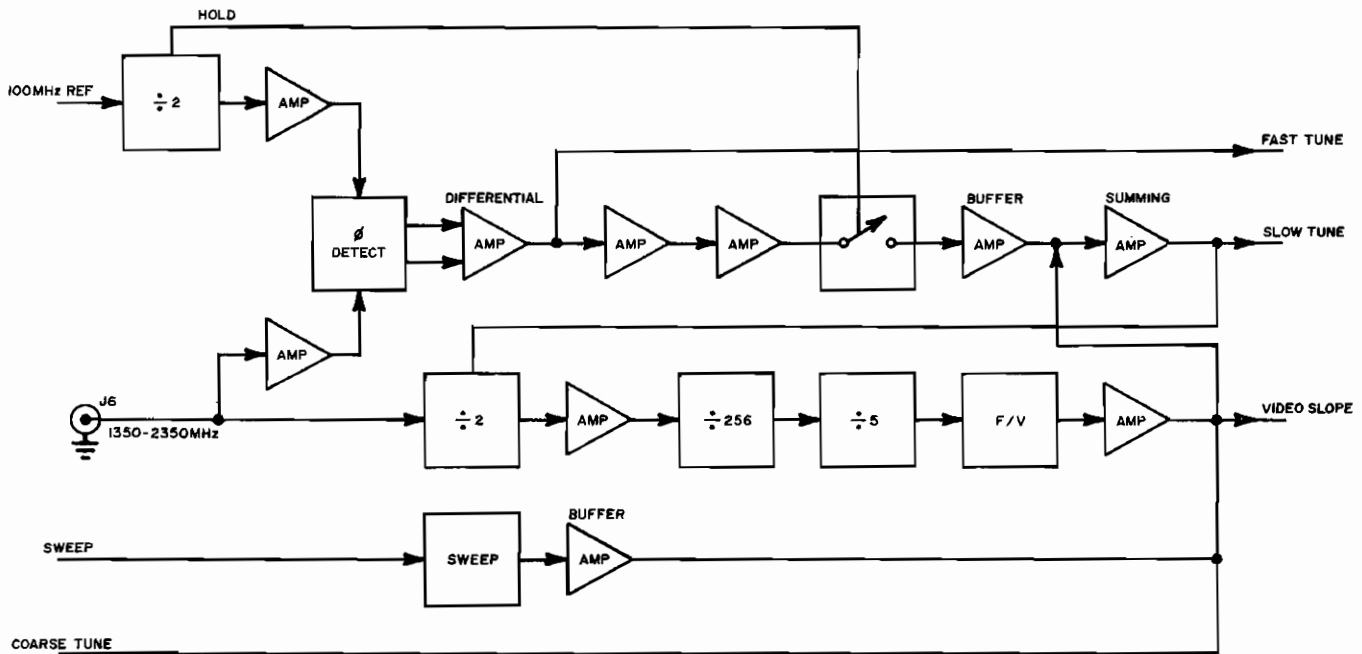 HOLD
100MHz REF
÷2
AMP
FAST TUNE
DIFFERENTIAL
BUFFER
SUMMING
ø
DETECT
AMP
AMP
AMP
AMP
AMP
SLOW TUNE
AMP
J6
1350-2350MHz
÷2
AMP
÷256
÷5
F/V
AMP
VIDEO SLOPE
BUFFER
SWEEP
SWEEP
AMP
COARSE TUNE